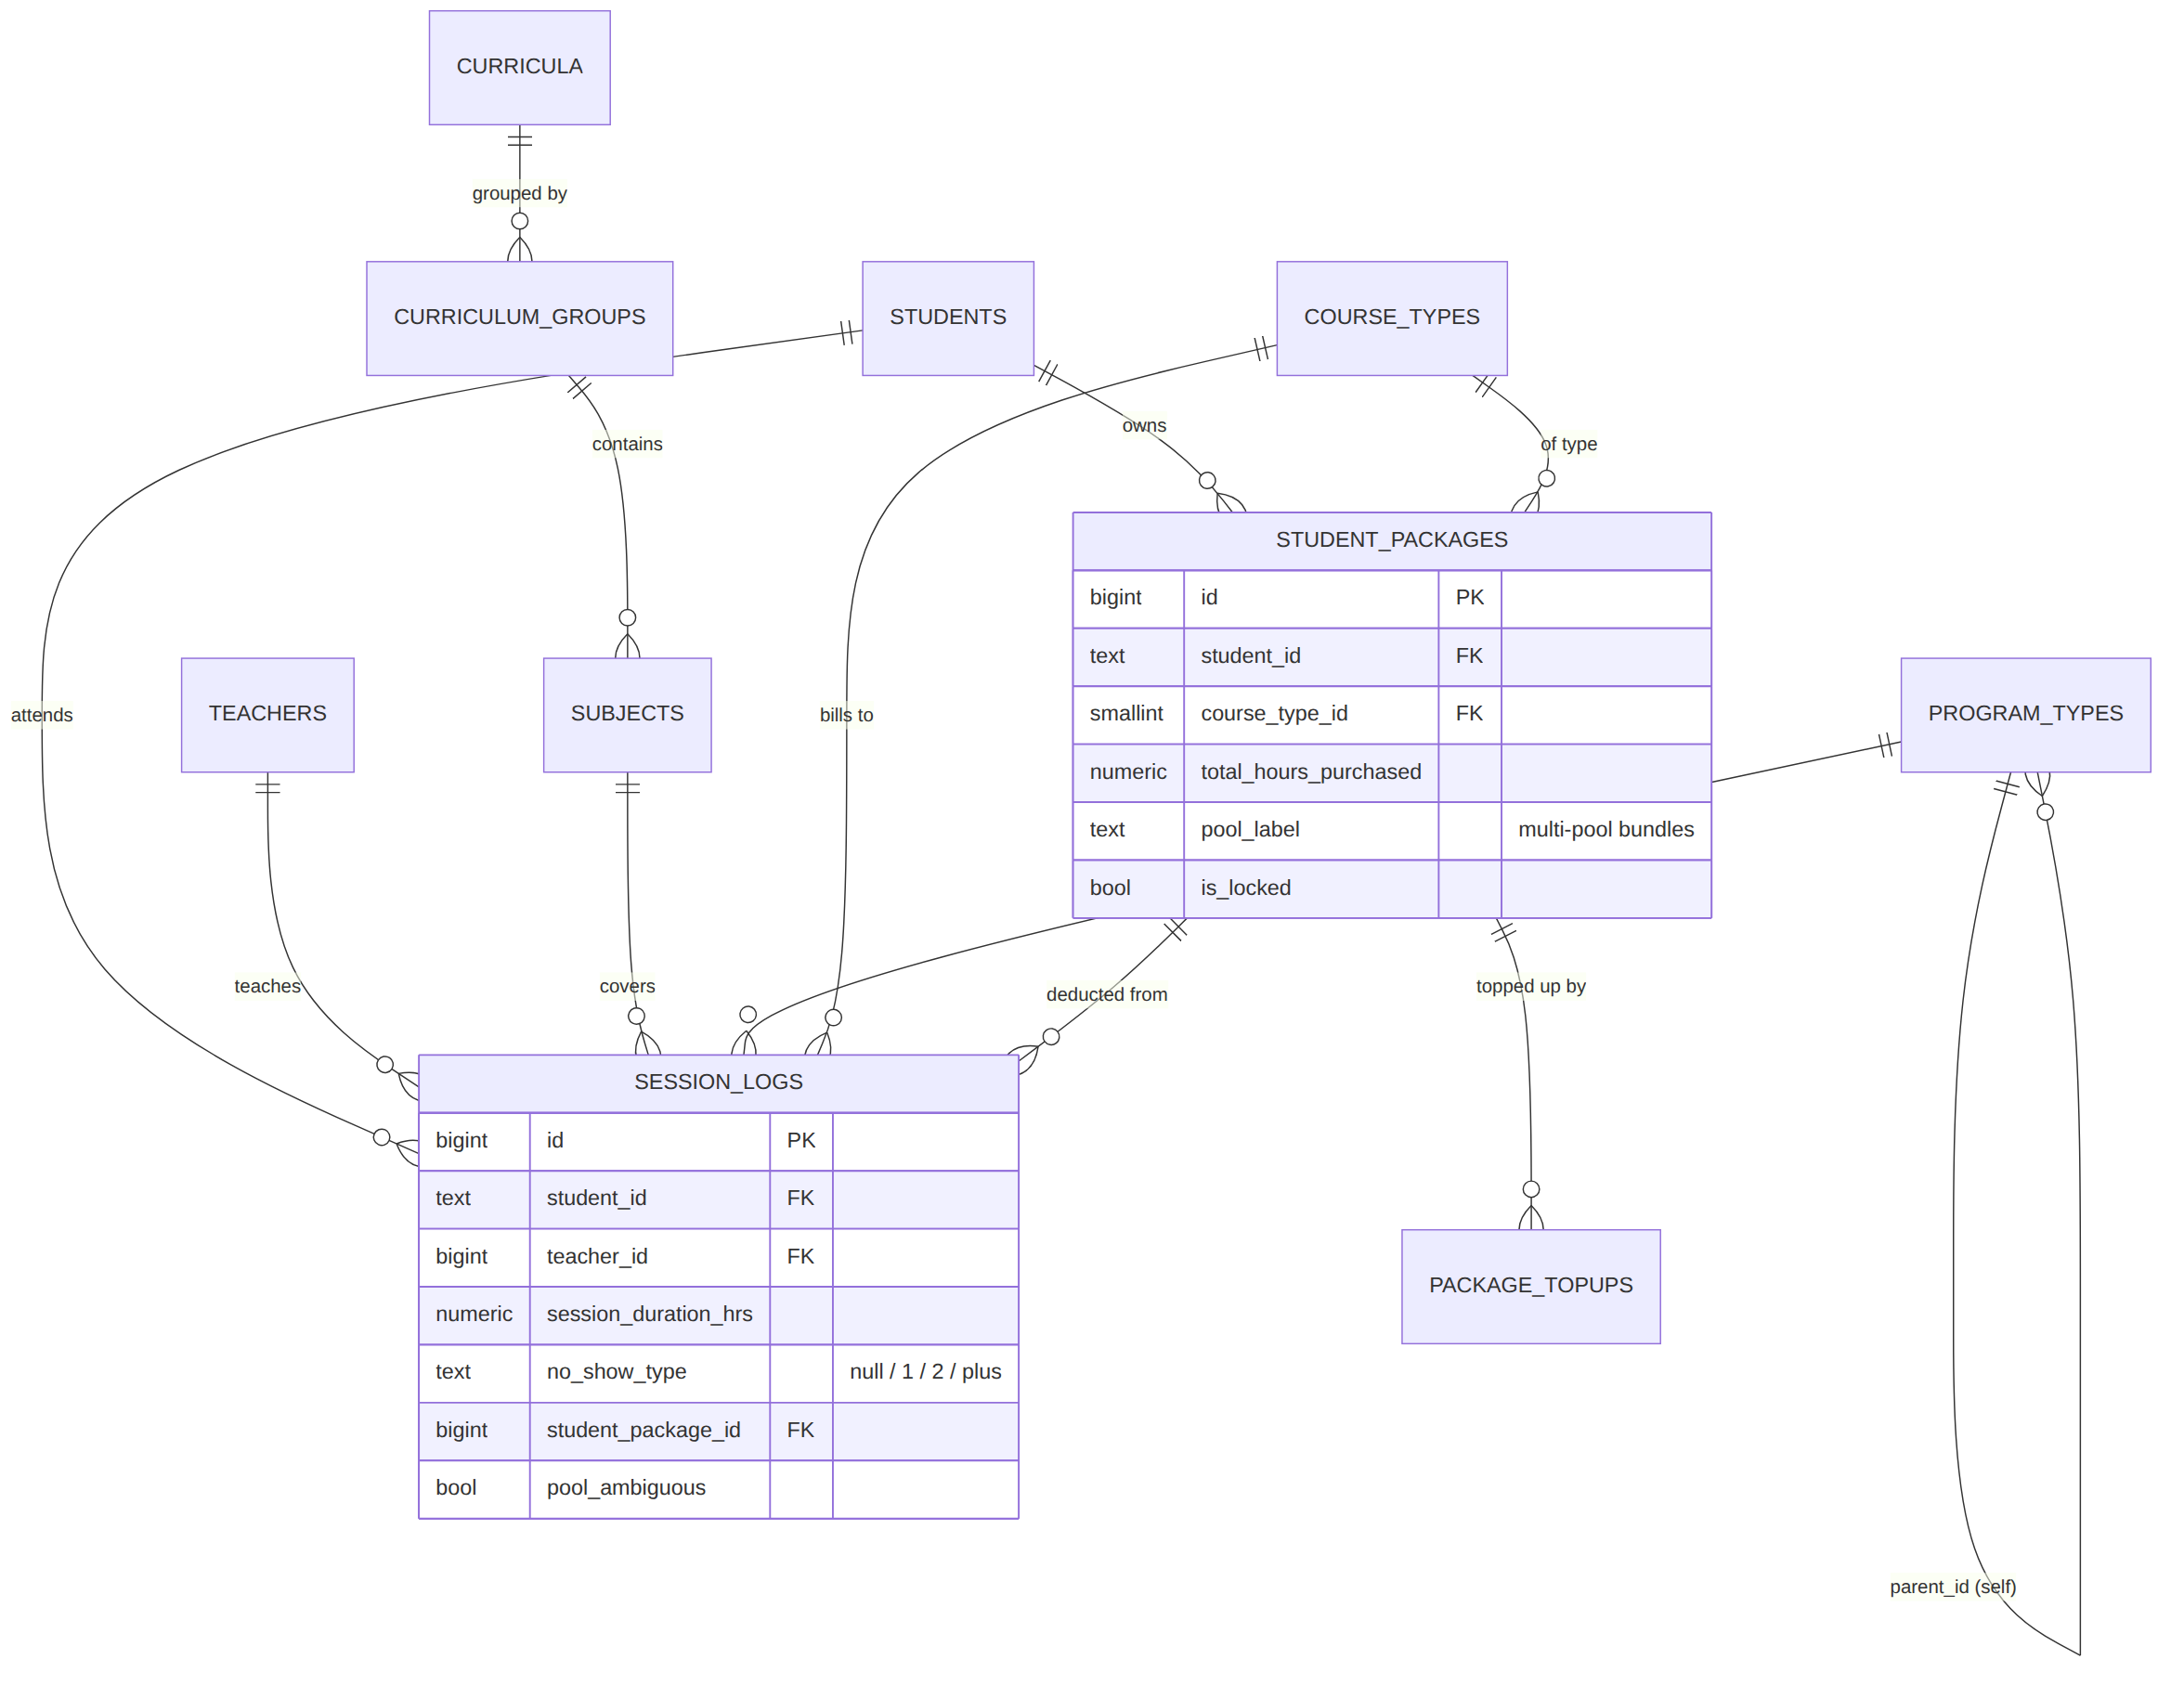 CURRICULA
grouped by
CURRICULUM_GROUPS
STUDENTS
COURSE_TYPES
owns
contains
of type
STUDENT_PACKAGES
bigint id PK
text student_id FK
smallint course_type_id FK
numeric total_hours_purchased
text pool_label multi-pool bundles
bool is_locked
attends
TEACHERS
SUBJECTS
bills to
PROGRAM_TYPES
teaches
covers
deducted from
topped up by
SESSION_LOGS
bigint id PK
text student_id FK
bigint teacher_id FK
numeric session_duration_hrs
text no_show_type null / 1 / 2 / plus
bigint student_package_id FK
bool pool_ambiguous
PACKAGE_TOPUPS
parent_id (self)